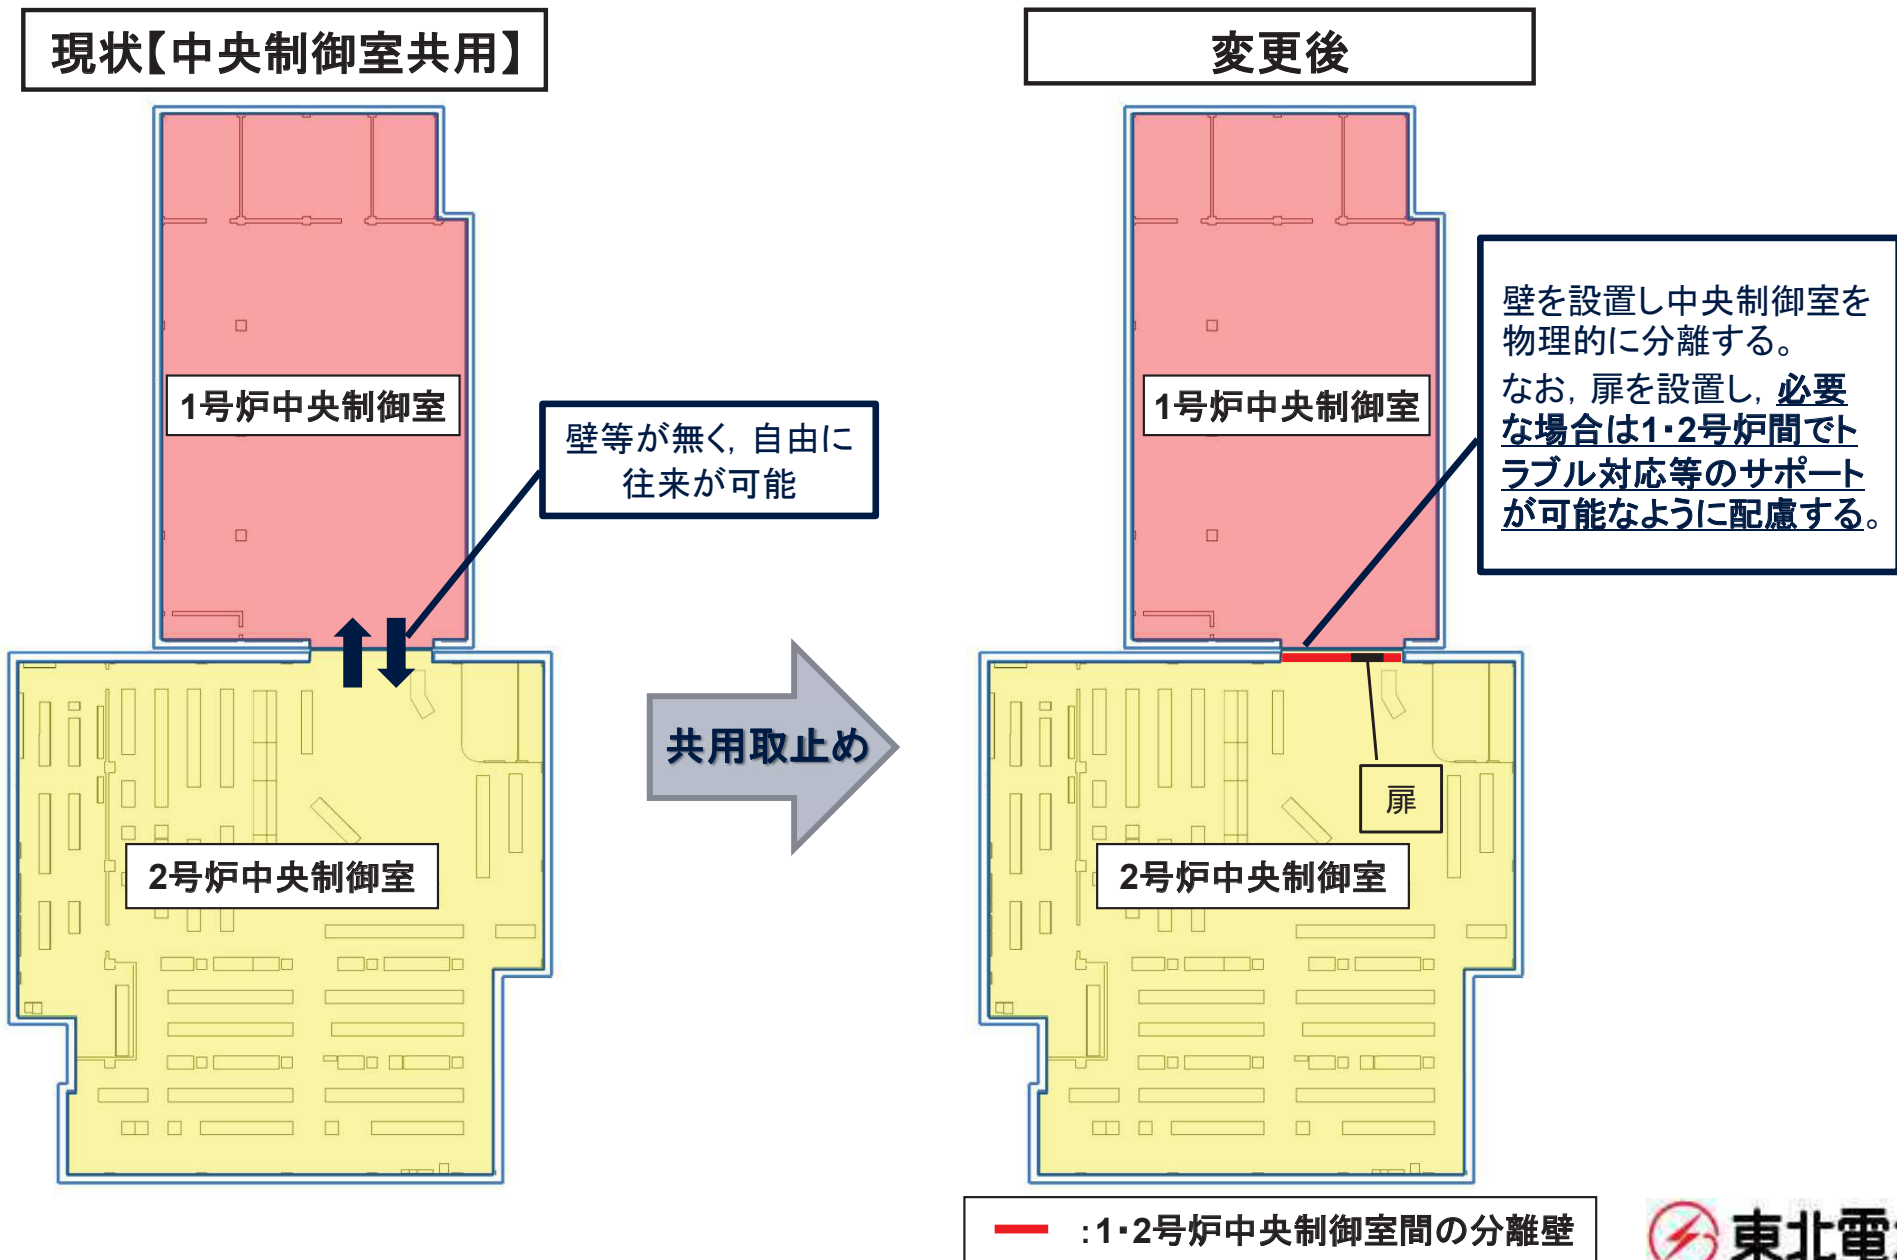 現状【中央制御室共用】
変更後
1号炉中央制御室
壁等が無く，自由に
往来が可能
2号炉中央制御室
共用取止め
1号炉中央制御室
壁を設置し中央制御室を
物理的に分離する。
なお，扉を設置し，必要
な場合は1・2号炉間でト
ラブル対応等のサポート
が可能なように配慮する。
扉
2号炉中央制御室
：1・2号炉中央制御室間の分離壁
東北電